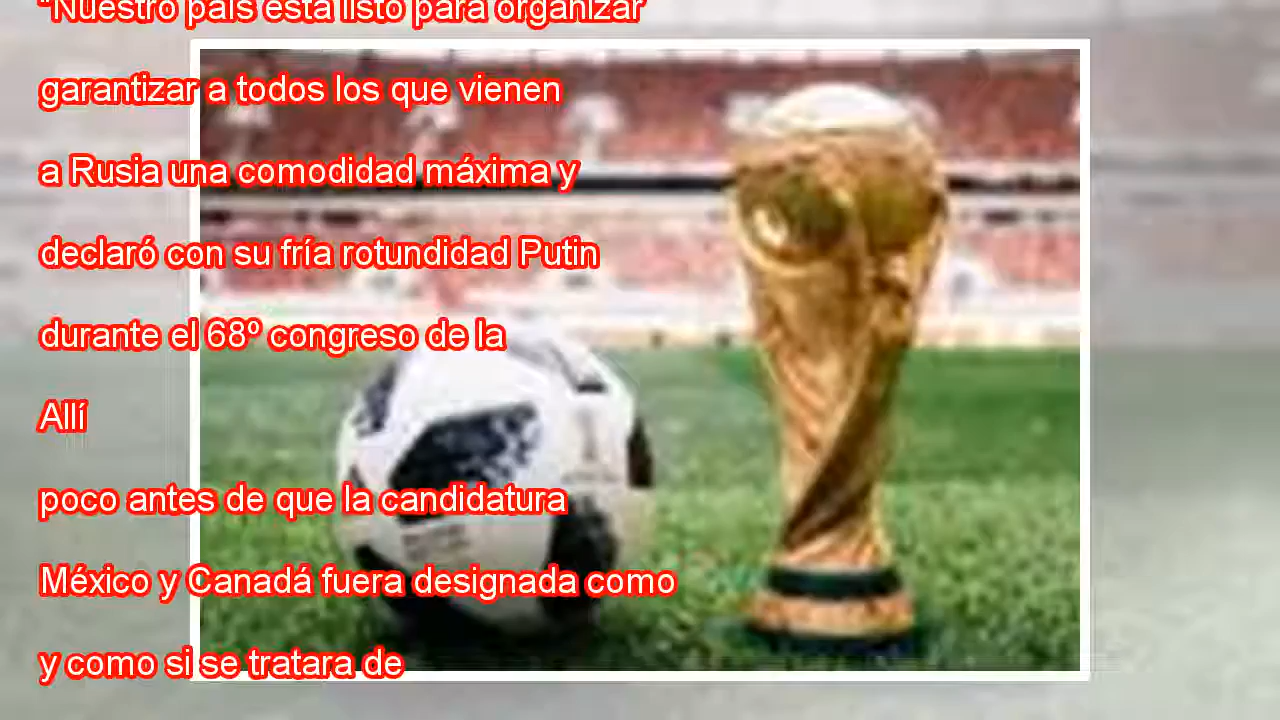 "Nuestro país está listo para organizar
garantizar a todos los que vienen
a Rusia una comodidad máxima y
declaró con su fría rotundidad Putin
durante el 68º congreso de la
Allí
poco antes de que la candidatura
México y Canadá fuera designada como
y como si se tratara de